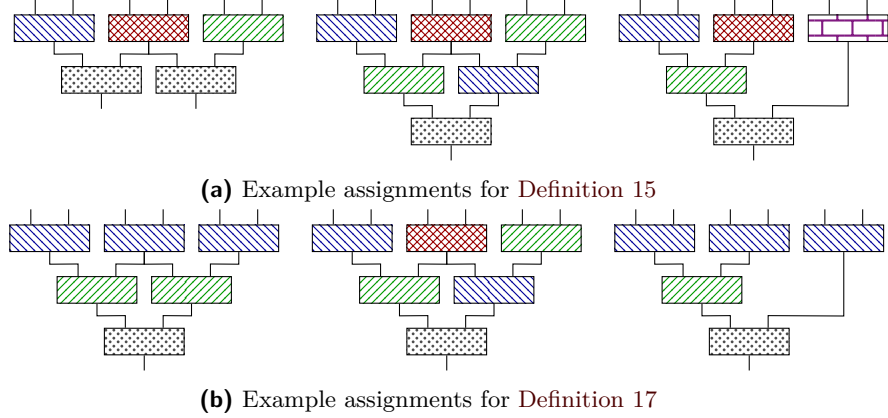 (a) Example assignments for Definition 15
(b) Example assignments for Definition 17